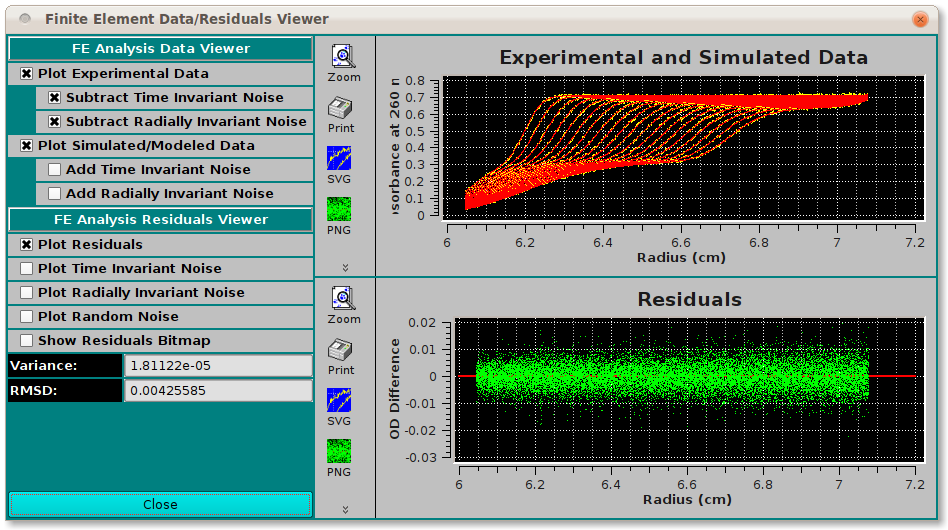 Finite Element Data/Residuals Viewer
FE Analysis Data Viewer
Plot Experimental Data
Subtract Time Invariant Noise
Subtract Radially Invariant Noise
Plot Simulated/Modeled Data
Add Time Invariant Noise
Add Radially Invariant Noise
FE Analysis Residuals Viewer
Plot Residuals
Plot Time Invariant Noise
Plot Radially Invariant Noise
Plot Random Noise
Show Residuals Bitmap
Variance: 1.81122e-05
RMSD: 0.00425585
Close
Zoom
Print
SVG
PNG
Experimental and Simulated Data
sorbance at 260 n
0.8
0.7
0.6
0.5
0.4
0.3
0.2
0.1
0
6 6.2 6.4 6.6 6.8 7 7.2
Radius (cm)
Zoom
Print
SVG
PNG
Residuals
OD Difference
0.02
0.01
0
-0.01
-0.02
-0.03
6 6.2 6.4 6.6 6.8 7 7.2
Radius (cm)